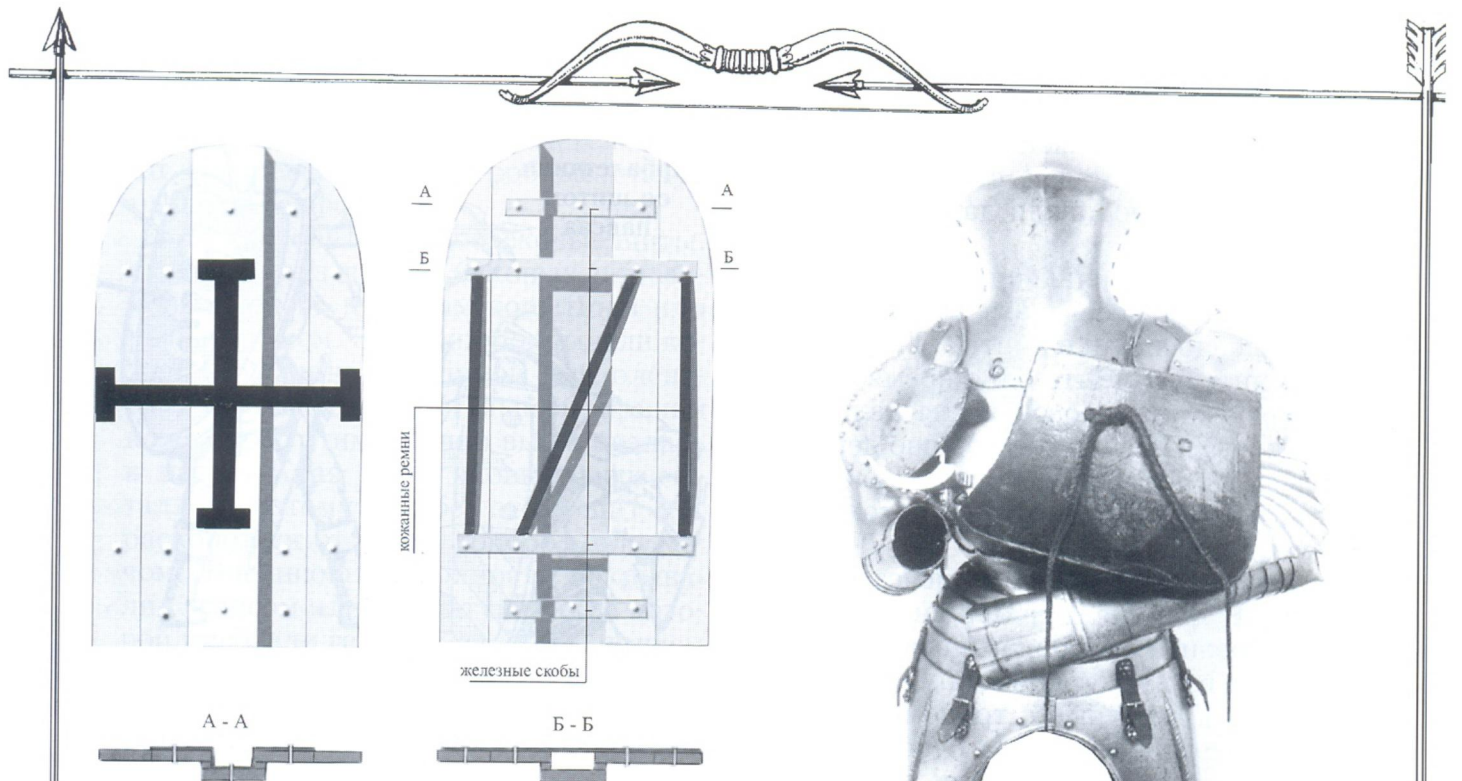 А
А
Б
Б
кожанные ремни
железные скобы
А - А
Б - Б